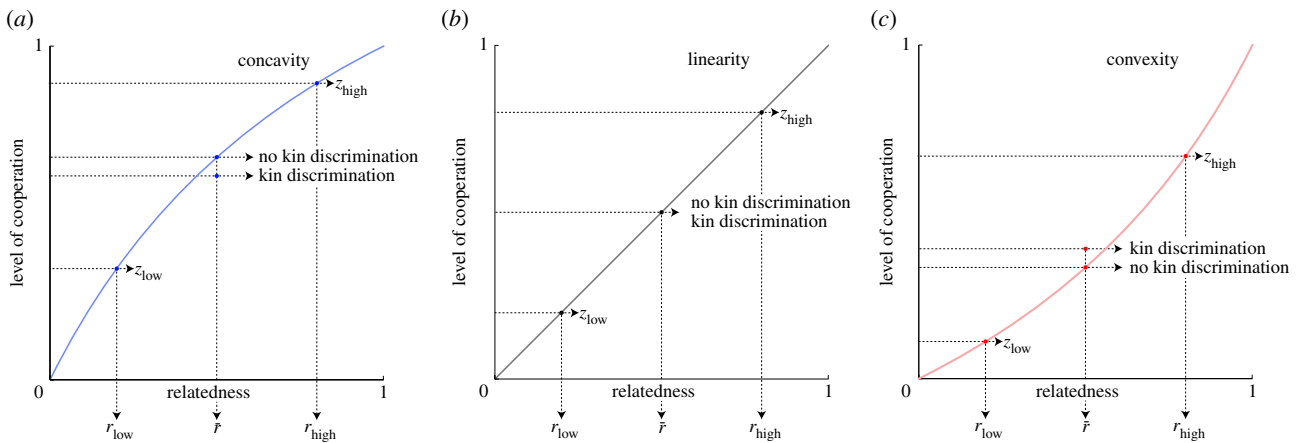 (a)
1
concavity
z_high
no kin discrimination
kin discrimination
z_low
level of cooperation
0
relatedness
1
r_low
r̄
r_high
(b)
1
linearity
z_high
no kin discrimination
kin discrimination
z_low
level of cooperation
0
relatedness
1
r_low
r̄
r_high
(c)
1
convexity
z_high
kin discrimination
no kin discrimination
z_low
level of cooperation
0
relatedness
1
r_low
r̄
r_high